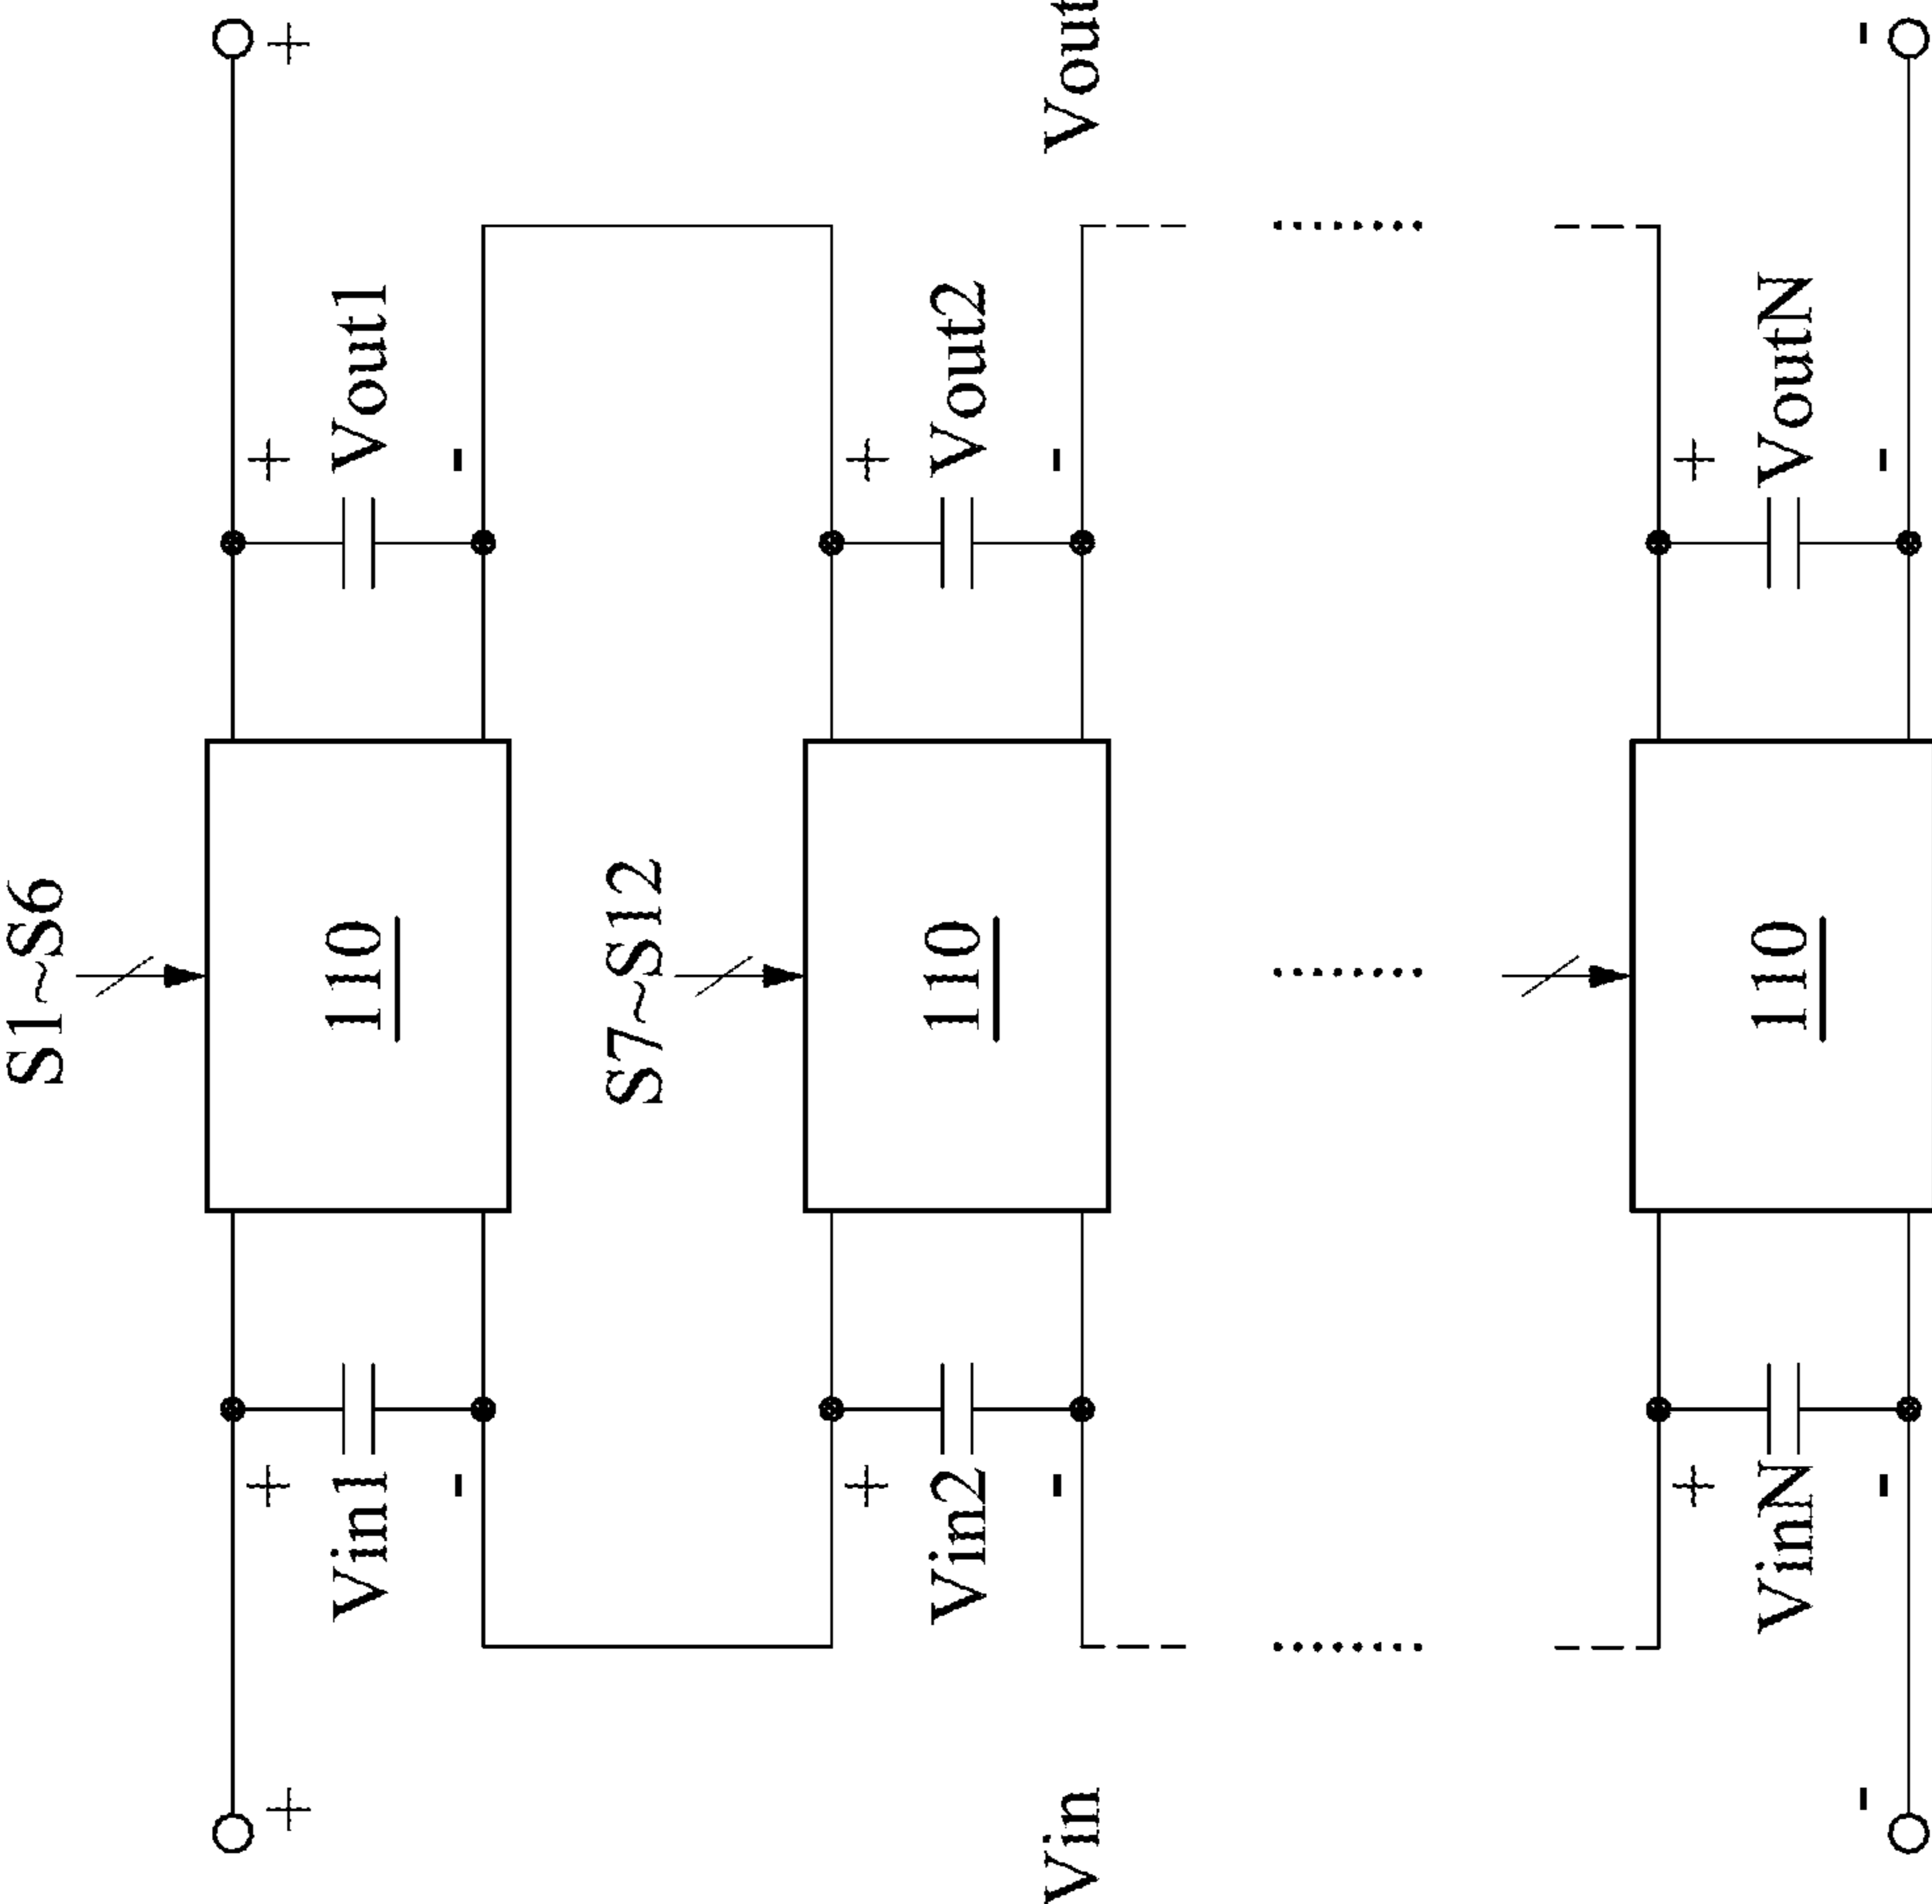 S1~S6
+
+
110
+
Vin1
-
+
Vout1
-
S7~S12
110
+
Vin2
-
+
Vout2
-
Vin
Vout
110
+
VinN
-
+
VoutN
-
-
-